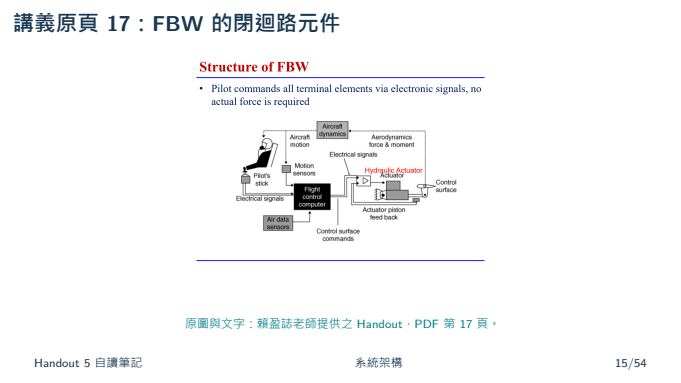 講義原頁 17：FBW 的閉迴路元件
Structure of FBW
• Pilot commands all terminal elements via electronic signals, no
actual force is required
Aircraft
dynamics
Aircraft
motion
Aerodynamics
force & moment
Electrical signals
Motion
sensors
Hydraulic Actuator
Actuator
Pilot's
stick
Flight
control
computer
Control
surface
Electrical signals
Actuator piston
feed back
Air data
sensors
Control surface
commands
原圖與文字：賴盈誌老師提供之 Handout，PDF 第 17 頁。
Handout 5 自讀筆記
系統架構
15/54